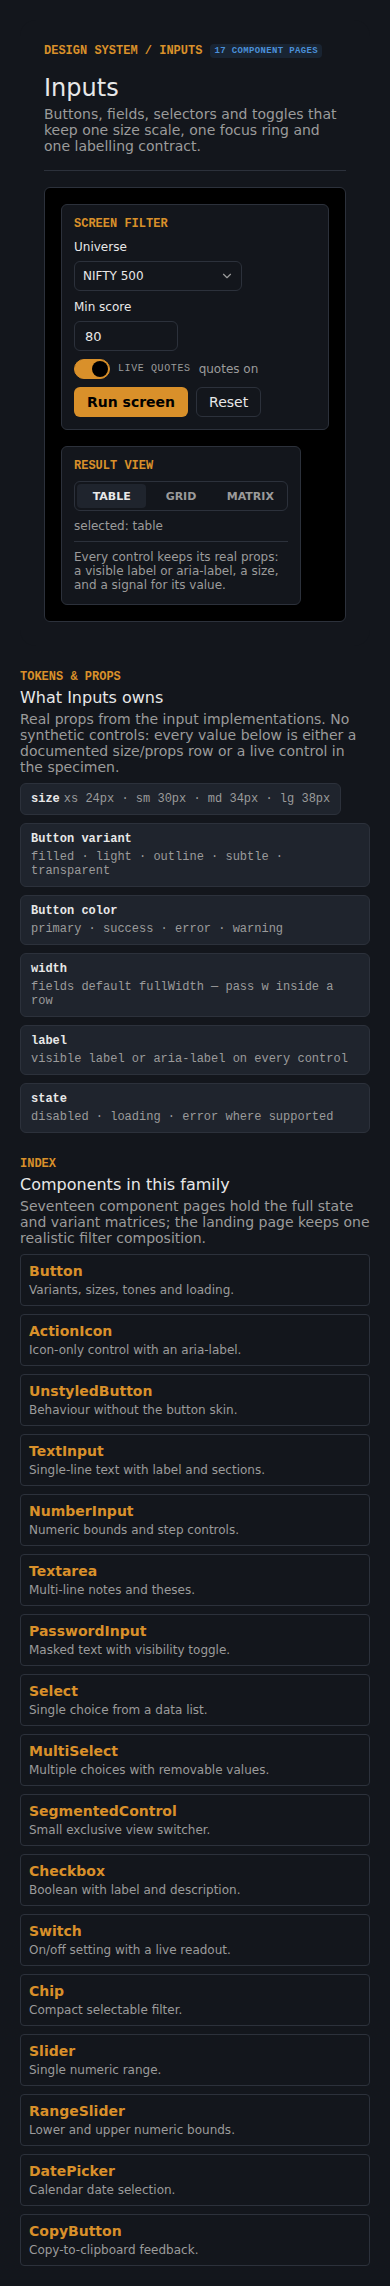 DESIGN SYSTEM / INPUTS 17 COMPONENT PAGES
Inputs
Buttons, fields, selectors and toggles that
keep one size scale, one focus ring and
one labelling contract.
SCREEN FILTER
Universe
NIFTY 500
Min score
80
LIVE QUOTES quotes on
Run screen Reset
RESULT VIEW
TABLE GRID MATRIX
selected: table
Every control keeps its real props:
a visible label or aria-label, a size,
and a signal for its value.
TOKENS & PROPS
What Inputs owns
Real props from the input implementations. No
synthetic controls: every value below is either a
documented size/props row or a live control in
the specimen.
size xs 24px · sm 30px · md 34px · lg 38px
Button variant
filled · light · outline · subtle ·
transparent
Button color
primary · success · error · warning
width
fields default fullWidth — pass w inside a
row
label
visible label or aria-label on every control
state
disabled · loading · error where supported
INDEX
Components in this family
Seventeen component pages hold the full state
and variant matrices; the landing page keeps one
realistic filter composition.
Button
Variants, sizes, tones and loading.
ActionIcon
Icon-only control with an aria-label.
UnstyledButton
Behaviour without the button skin.
TextInput
Single-line text with label and sections.
NumberInput
Numeric bounds and step controls.
Textarea
Multi-line notes and theses.
PasswordInput
Masked text with visibility toggle.
Select
Single choice from a data list.
MultiSelect
Multiple choices with removable values.
SegmentedControl
Small exclusive view switcher.
Checkbox
Boolean with label and description.
Switch
On/off setting with a live readout.
Chip
Compact selectable filter.
Slider
Single numeric range.
RangeSlider
Lower and upper numeric bounds.
DatePicker
Calendar date selection.
CopyButton
Copy-to-clipboard feedback.